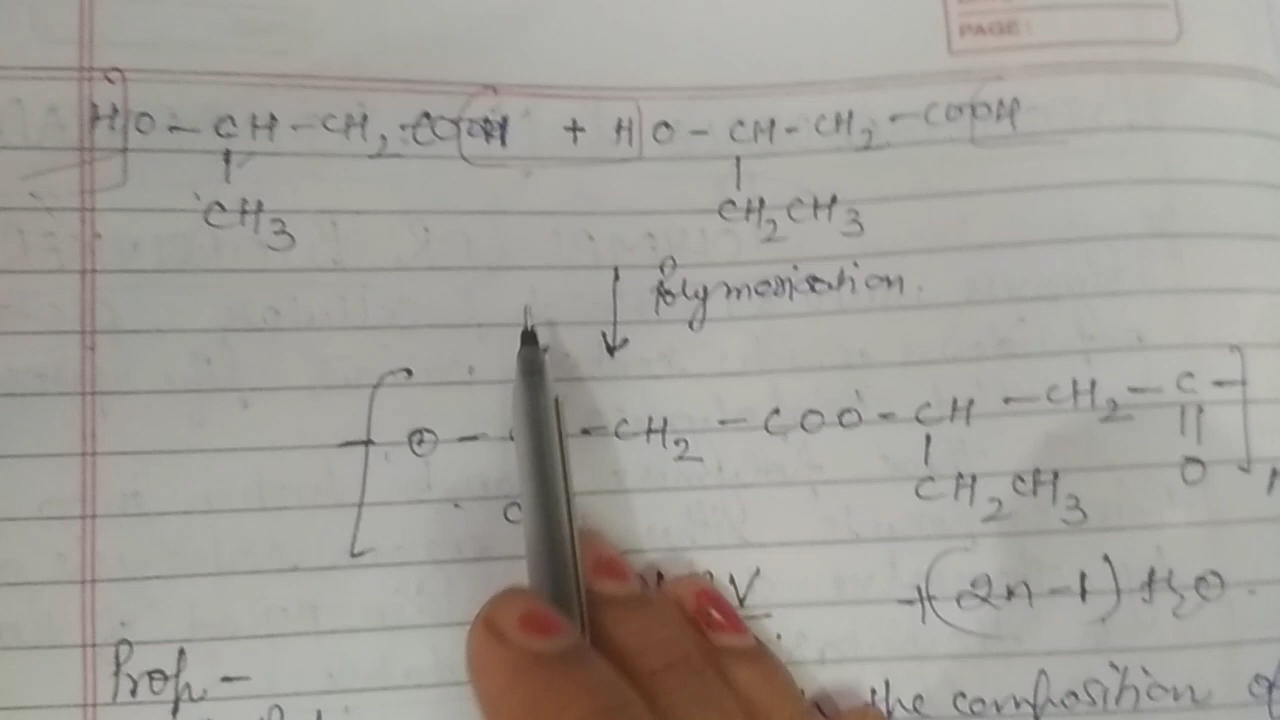 PAGE:
HO – CH – CH2 – COOH + HO – CH – CH2 – COOH
CH3 CH2CH3
Polymerisation
O – – CH2 – COO – CH – CH2 – C –
CH2CH3 O
+ (2n-1) H2O
Prop - 
the composition of